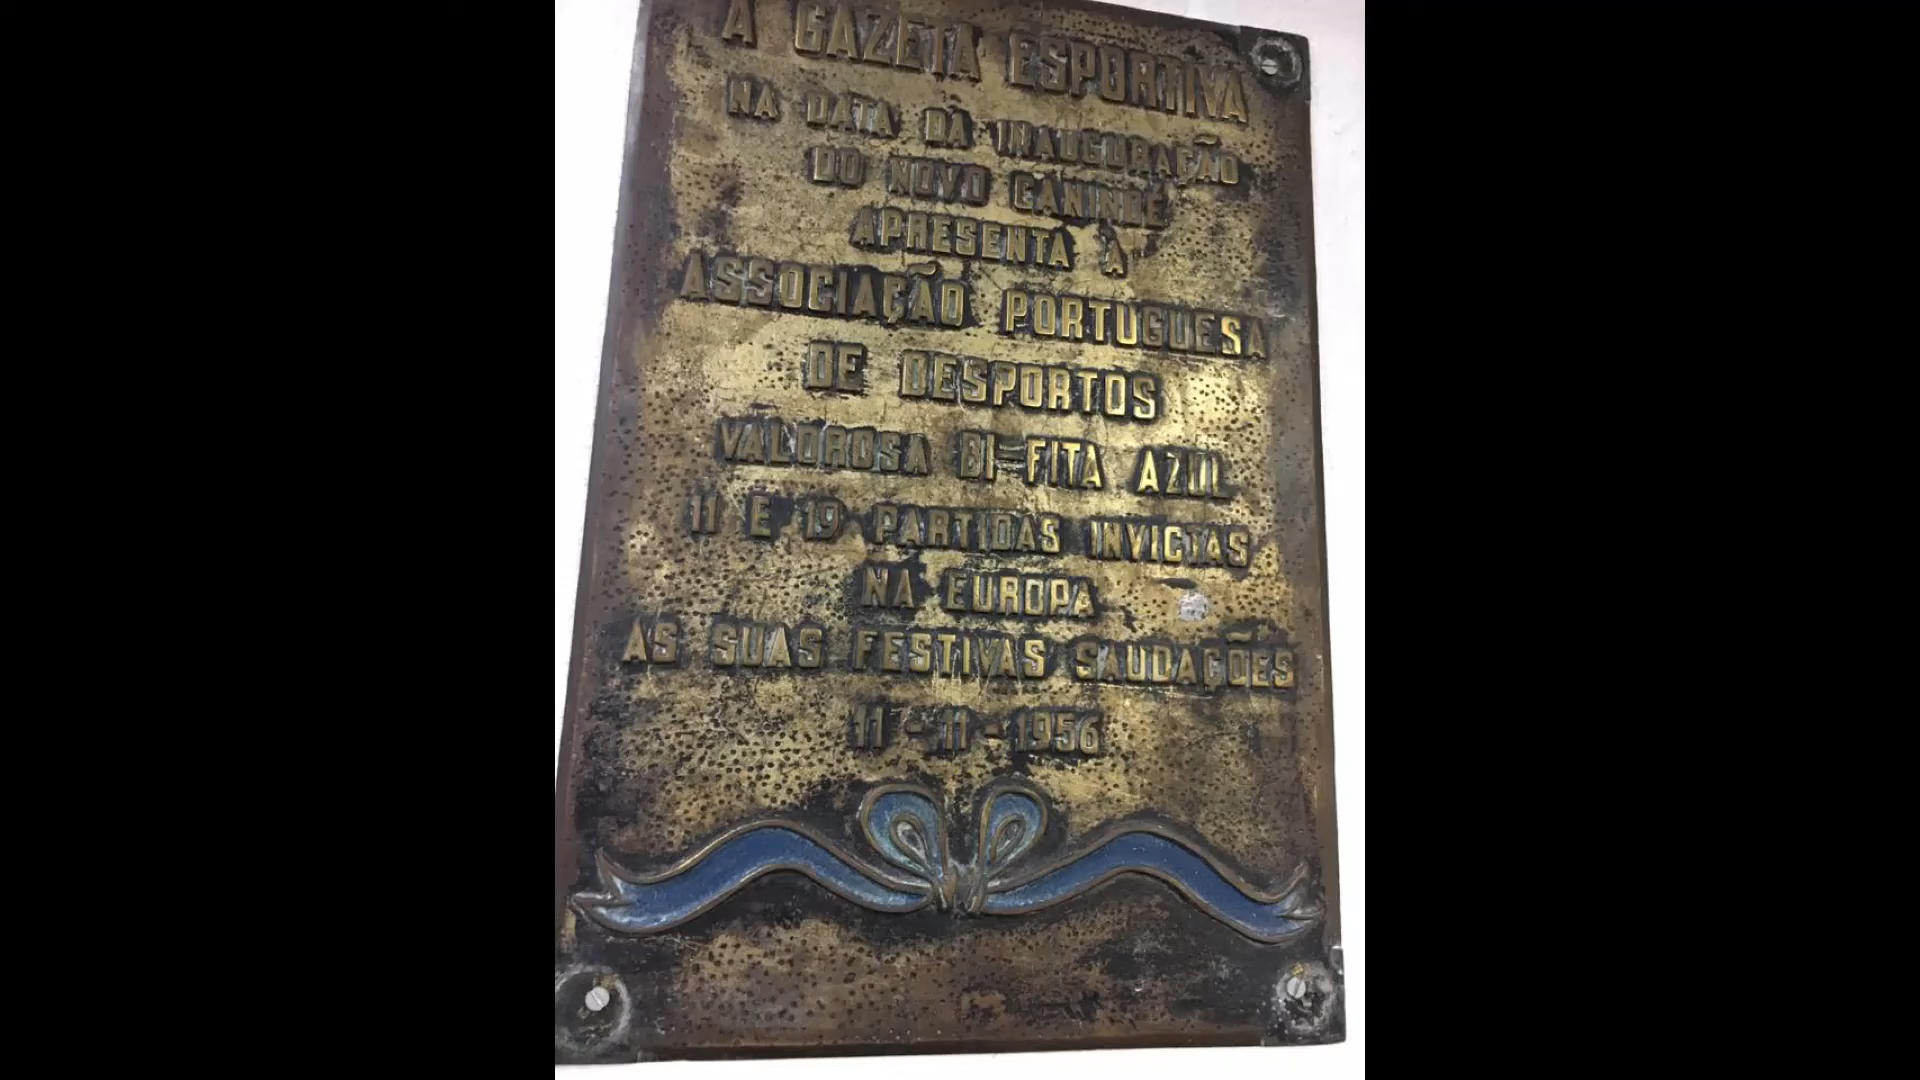 A GAZETA ESPORTIVA
NA DATA DA INAUGURAÇÃO
DO NOVO CANINDÉ
APRESENTA À
ASSOCIAÇÃO PORTUGUESA
DE DESPORTOS
VALOROSA BI-FITA AZUL
11 E 19 PARTIDAS INVICTAS
NA EUROPA
AS SUAS FESTIVAS SAUDAÇÕES
11-11-1956